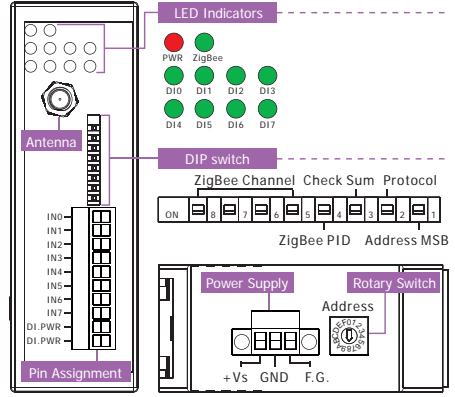 LED Indicators
PWR ZigBee
DI0 DI1 DI2 DI3
DI4 DI5 DI6 DI7
Antenna
DIP switch
ZigBee Channel Check Sum Protocol
ON 8 7 6 5 4 3 2 1
ZigBee PID Address MSB
IN0
IN1
IN2
IN3
IN4
IN5
IN6
IN7
DI.PWR
DI.PWR
Pin Assignment
Power Supply
Rotary Switch
Address
0123456789ABCDEF
+Vs GND F.G.